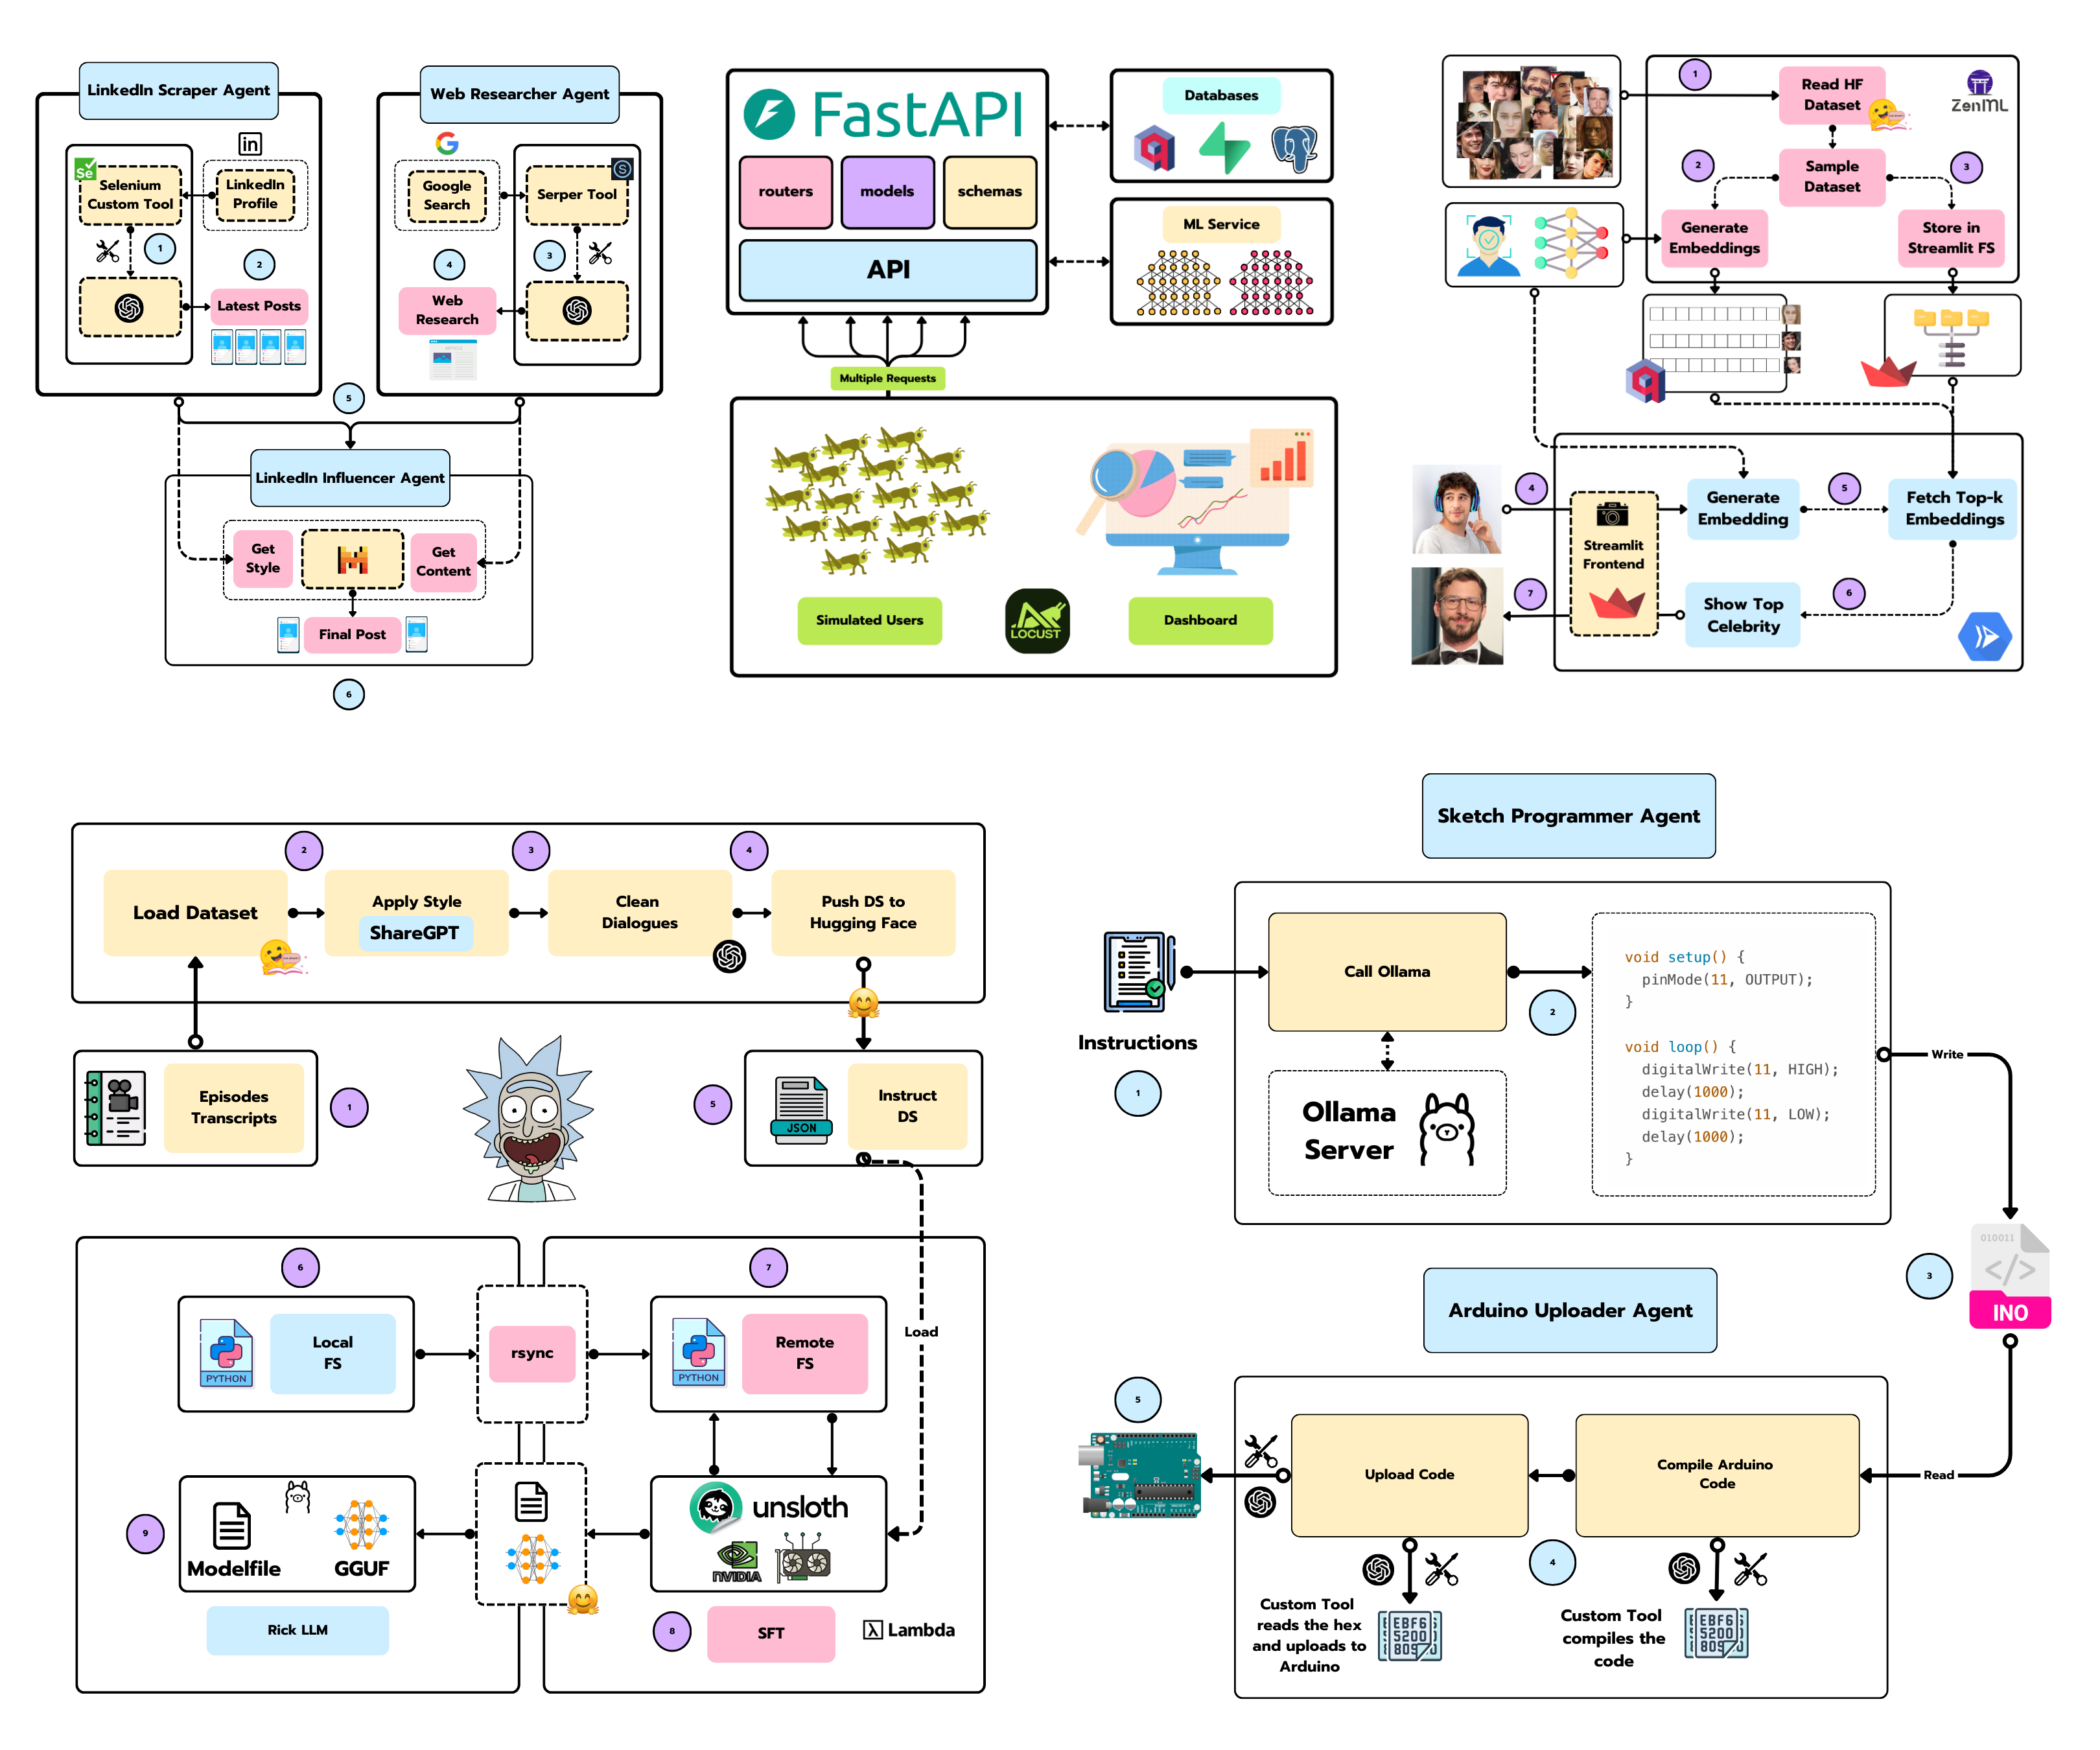 LinkedIn Scraper Agent
in
Se
Selenium
Custom Tool
LinkedIn
Profile
1
2
Latest Posts
Web Researcher Agent
G
Google
Search
S
Serper Tool
4
3
Web
Research
5
LinkedIn Influencer Agent
Get
Style
Get
Content
Final Post
6
FastAPI
routers
models
schemas
API
Databases
ML Service
Multiple Requests
Simulated Users
LOCUST
Dashboard
1
Read HF
Dataset
ZenML
2
Sample
Dataset
3
Generate
Embeddings
Store in
Streamlit FS
4
Streamlit
Frontend
Generate
Embedding
5
Fetch Top-k
Embeddings
7
Show Top
Celebrity
6
2
3
4
Load Dataset
Apply Style
ShareGPT
Clean
Dialogues
Push DS to
Hugging Face
Episodes
Transcripts
1
5
JSON
Instruct
DS
6
7
PYTHON
Local
FS
rsync
PYTHON
Remote
FS
Load
9
Modelfile
GGUF
Rick LLM
unsloth
NVIDIA
8
SFT
Lambda
Sketch Programmer Agent
Instructions
1
Call Ollama
2
Ollama
Server
void setup() {
pinMode(11, OUTPUT);
}
void loop() {
digitalWrite(11, HIGH);
delay(1000);
digitalWrite(11, LOW);
delay(1000);
}
Write
3
010011
</>
INO
Arduino Uploader Agent
5
Upload Code
Compile Arduino
Code
Read
4
Custom Tool
reads the hex
and uploads to
Arduino
EBF6
5200
809
Custom Tool
compiles the
code
EBF6
5200
809